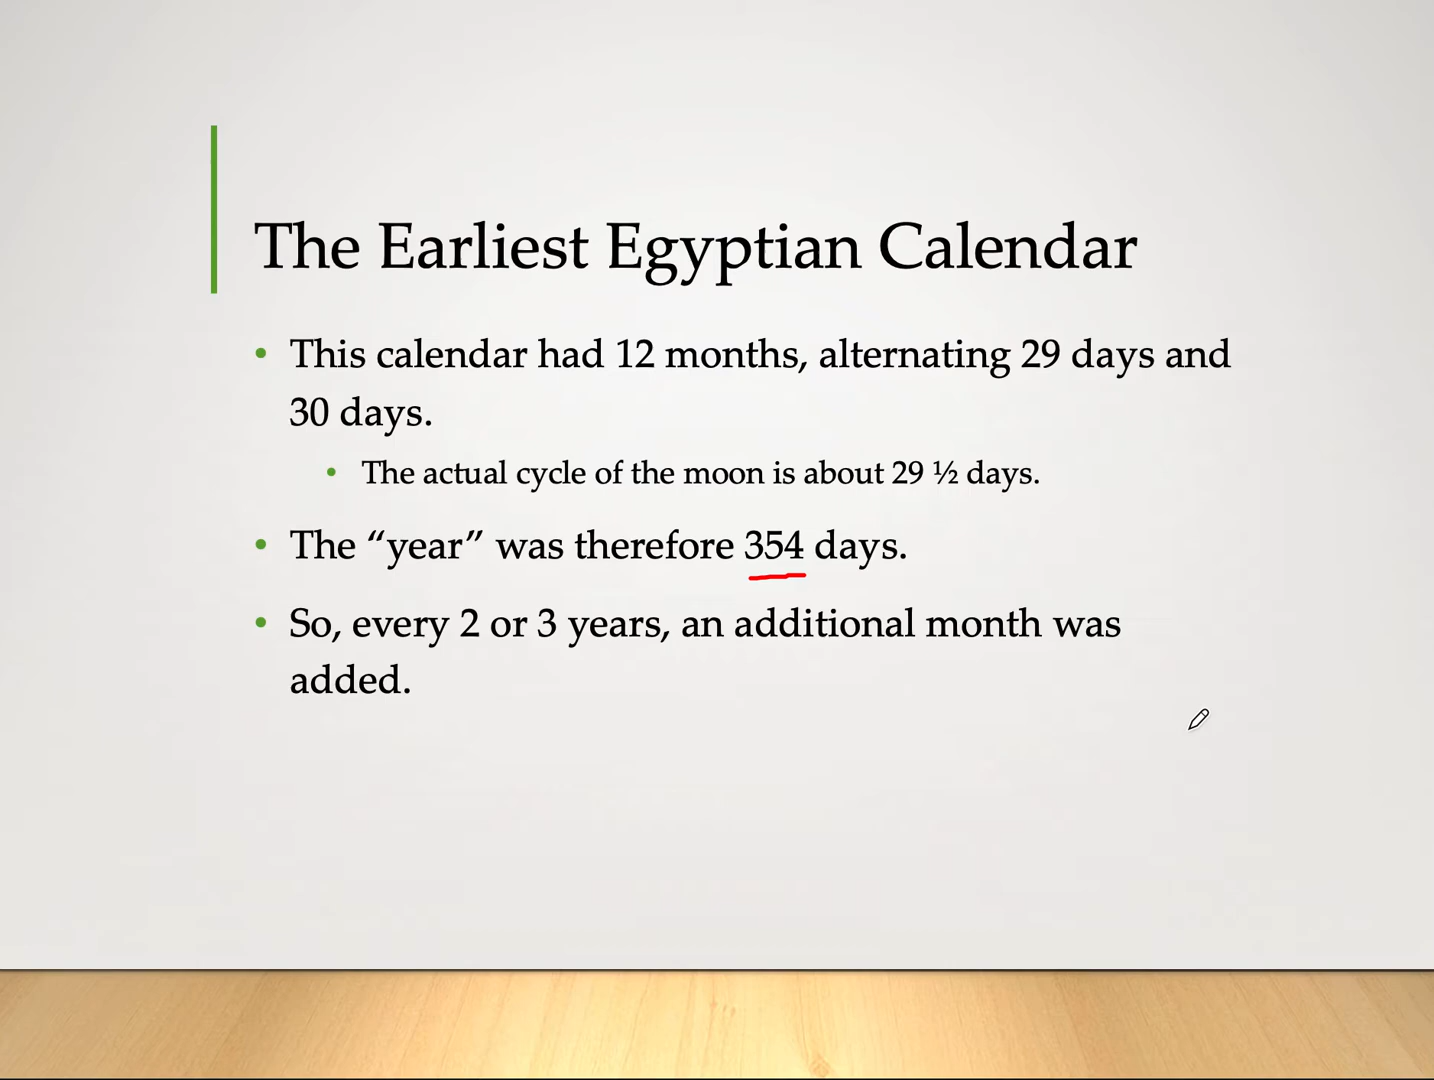 The Earliest Egyptian Calendar
• This calendar had 12 months, alternating 29 days and
30 days.
• The actual cycle of the moon is about 29 ½ days.
• The “year” was therefore 354 days.
• So, every 2 or 3 years, an additional month was
added.